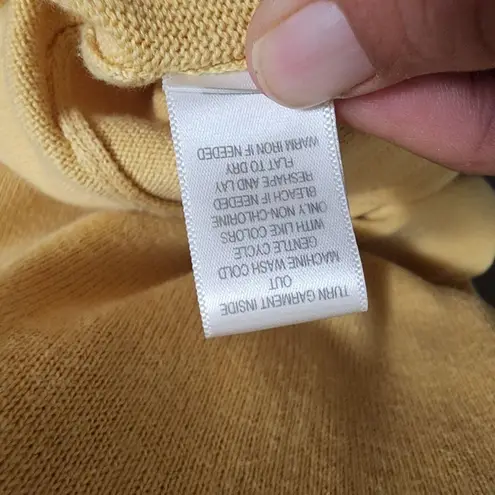 TURN GARMENT INSIDE
OUT
MACHINE WASH COLD
GENTLE CYCLE
WITH LIKE COLORS
ONLY NON-CHLORINE
BLEACH IF NEEDED
RESHAPE AND LAY
FLAT TO DRY
WARM IRON IF NEEDED